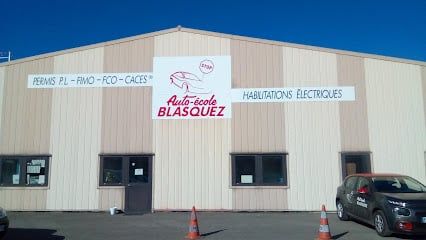 PERMIS P.L - FIMO - FCO - CACES®
STOP
Auto-école
BLASQUEZ
HABILITATIONS ÉLECTRIQUES